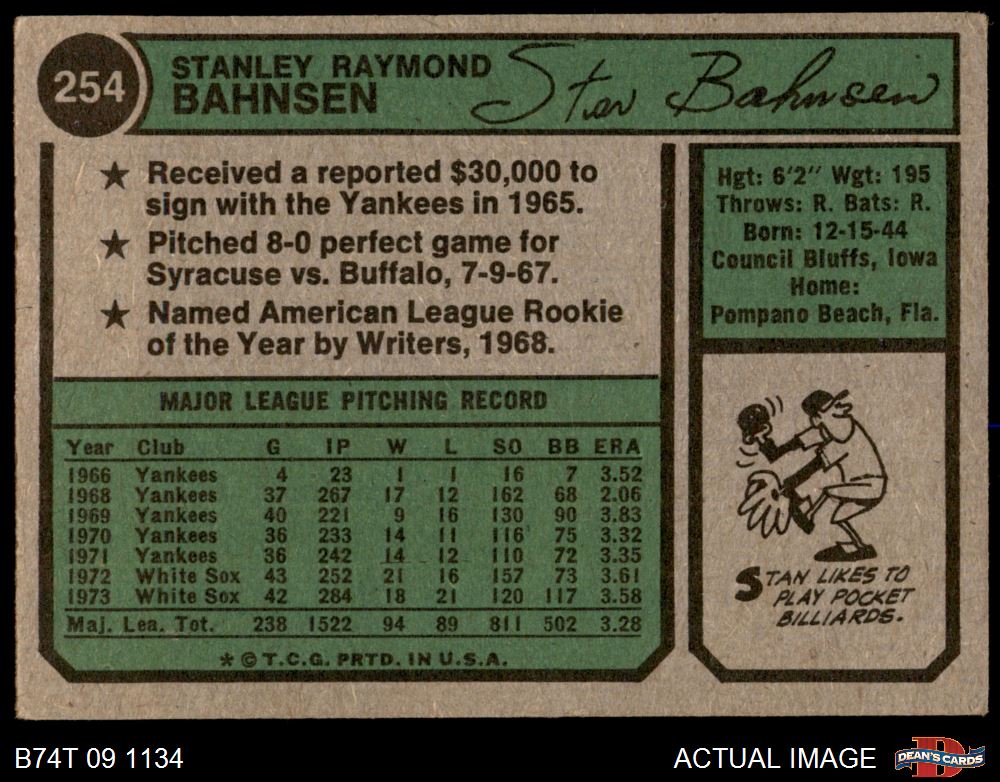 254
STANLEY RAYMOND
BAHNSEN
Stan Bahnsen
★ Received a reported $30,000 to
sign with the Yankees in 1965.
★ Pitched 8-0 perfect game for
Syracuse vs. Buffalo, 7-9-67.
★ Named American League Rookie
of the Year by Writers, 1968.
Hgt: 6'2" Wgt: 195
Throws: R. Bats: R.
Born: 12-15-44
Council Bluffs, Iowa
Home:
Pompano Beach, Fla.
MAJOR LEAGUE PITCHING RECORD
Year Club G IP W L SO BB ERA
1966 Yankees 4 23 1 1 16 7 3.52
1968 Yankees 37 267 17 12 162 68 2.06
1969 Yankees 40 221 9 16 130 90 3.83
1970 Yankees 36 233 14 11 116 75 3.32
1971 Yankees 36 242 14 12 110 72 3.35
1972 White Sox 43 252 21 16 157 73 3.61
1973 White Sox 42 284 18 21 120 117 3.58
Maj. Lea. Tot. 238 1522 94 89 811 502 3.28
* © T.C.G. PRTD. IN U.S.A.
STAN LIKES TO
PLAY POCKET
BILLIARDS.
B74T 09 1134
ACTUAL IMAGE
D
DEAN'S CARDS